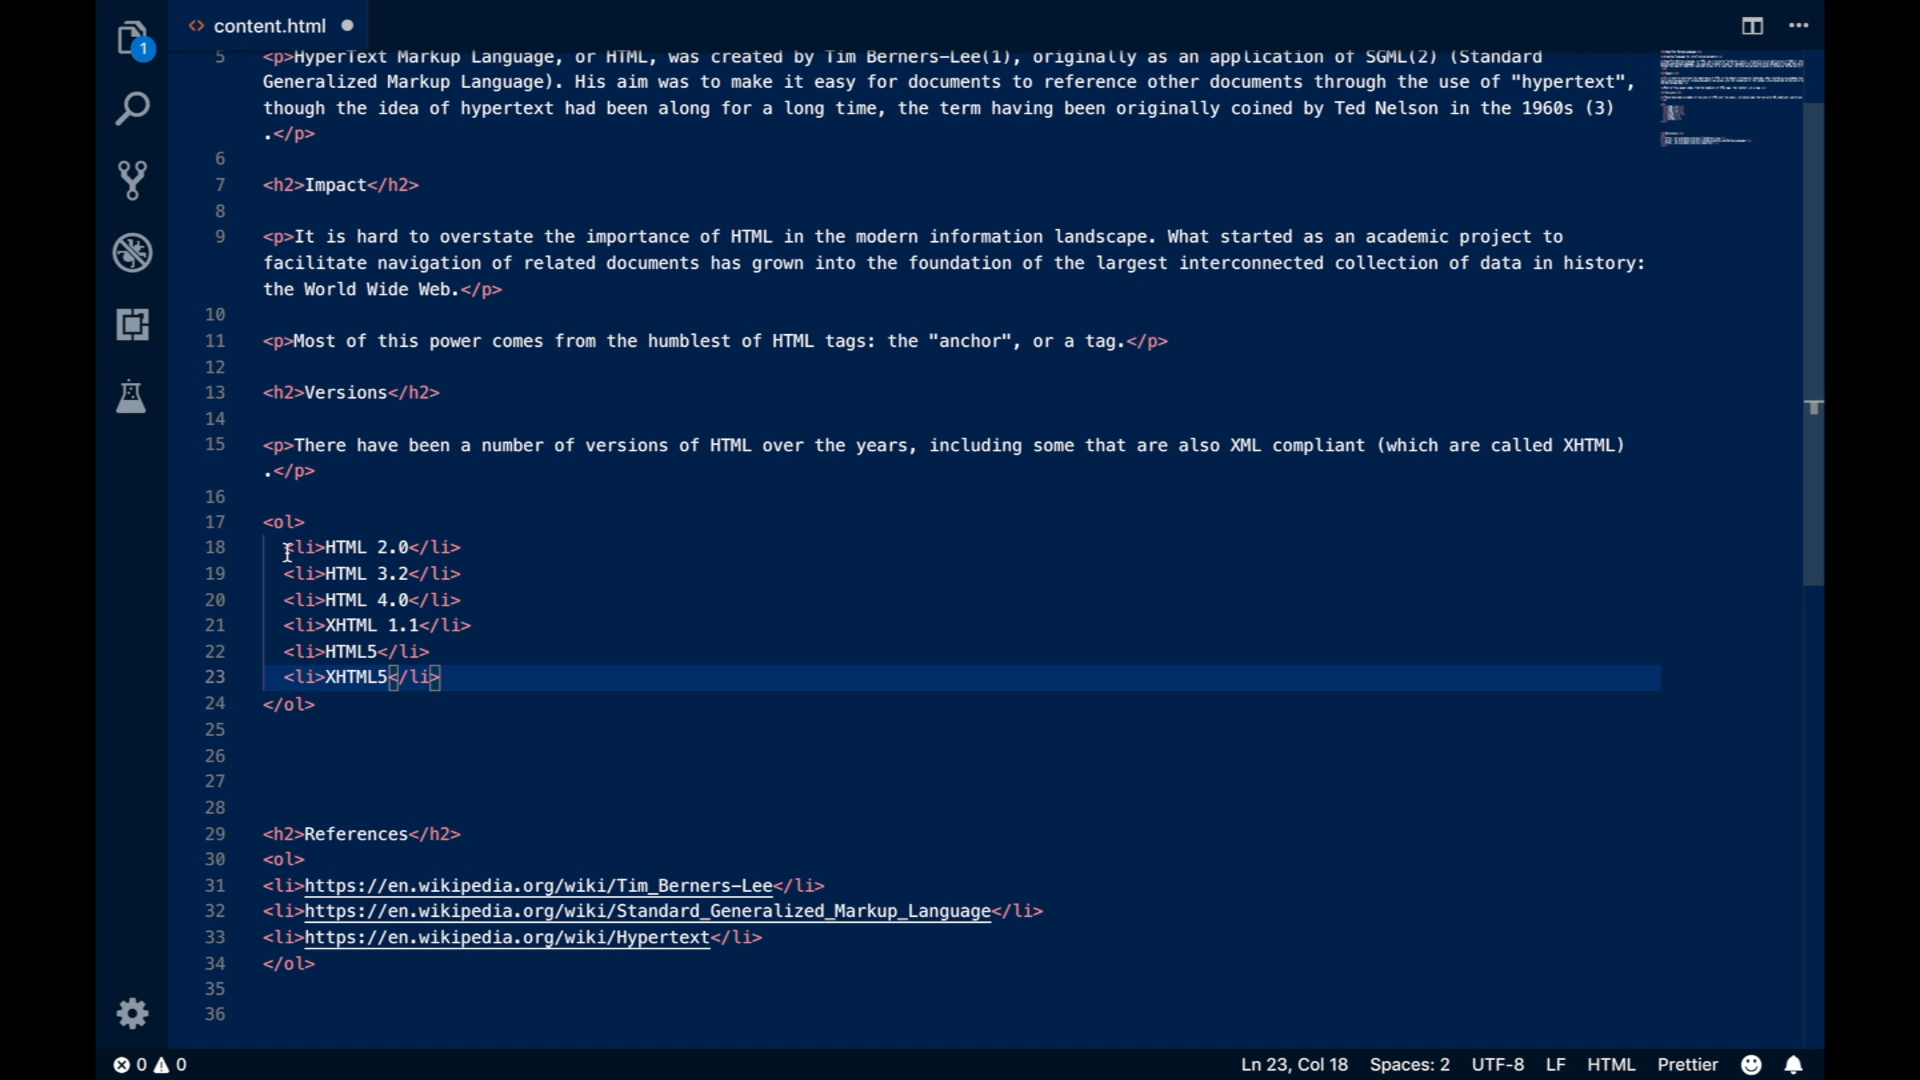 1
<> content.html
5 <p>HyperText Markup Language, or HTML, was created by Tim Berners-Lee(1), originally as an application of SGML(2) (Standard
Generalized Markup Language). His aim was to make it easy for documents to reference other documents through the use of "hypertext",
though the idea of hypertext had been along for a long time, the term having been originally coined by Ted Nelson in the 1960s (3)
.</p>
6
7 <h2>Impact</h2>
8
9 <p>It is hard to overstate the importance of HTML in the modern information landscape. What started as an academic project to
facilitate navigation of related documents has grown into the foundation of the largest interconnected collection of data in history:
the World Wide Web.</p>
10
11 <p>Most of this power comes from the humblest of HTML tags: the "anchor", or a tag.</p>
12
13 <h2>Versions</h2>
14
15 <p>There have been a number of versions of HTML over the years, including some that are also XML compliant (which are called XHTML)
.</p>
16
17 <ol>
18 <li>HTML 2.0</li>
19 <li>HTML 3.2</li>
20 <li>HTML 4.0</li>
21 <li>XHTML 1.1</li>
22 <li>HTML5</li>
23 <li>XHTML5</li>
24 </ol>
25
26
27
28
29 <h2>References</h2>
30 <ol>
31 <li>https://en.wikipedia.org/wiki/Tim_Berners-Lee</li>
32 <li>https://en.wikipedia.org/wiki/Standard_Generalized_Markup_Language</li>
33 <li>https://en.wikipedia.org/wiki/Hypertext</li>
34 </ol>
35
36
0 0 Ln 23, Col 18 Spaces: 2 UTF-8 LF HTML Prettier